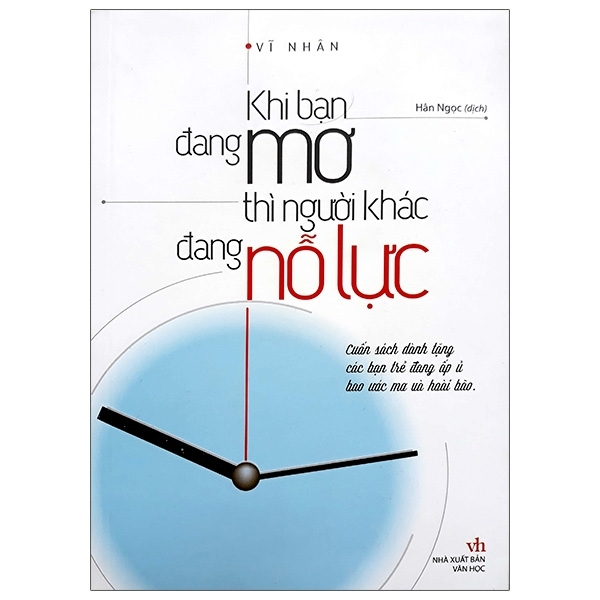 VĨ NHÂN
Khi bạn
Hân Ngọc (dịch)
đang mơ
thì người khác
đang nỗ lực
Cuốn sách dành tặng
các bạn trẻ đang ấp ủ
bao ước mơ và hoài bão.
vh
NHÀ XUẤT BẢN
VĂN HỌC